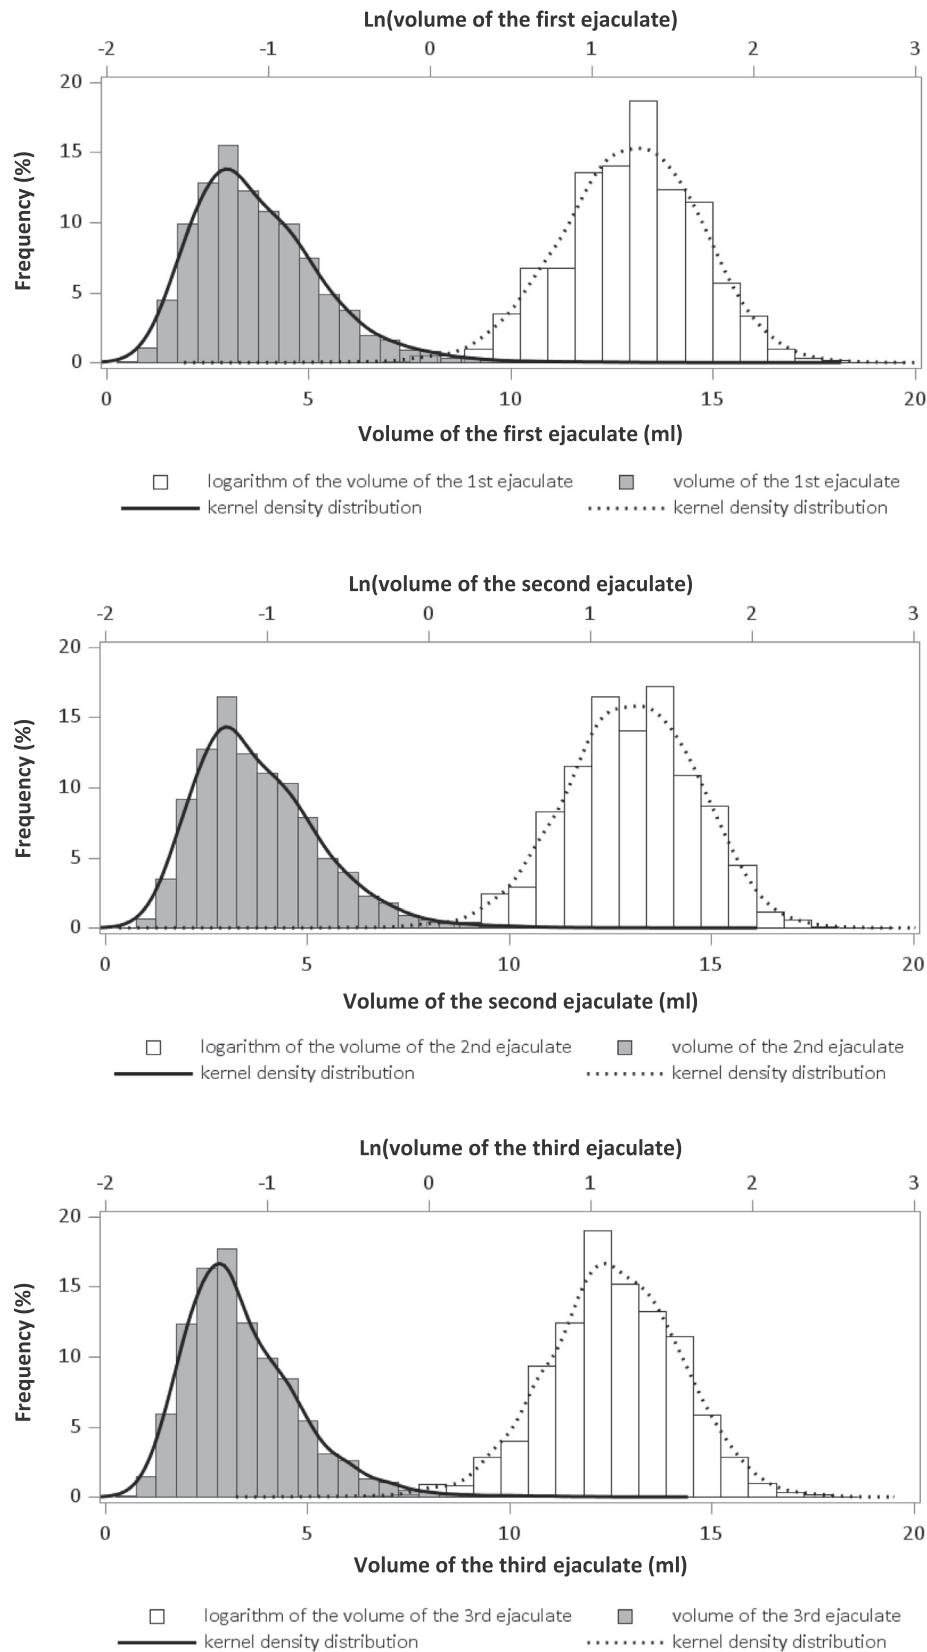 Ln(volume of the first ejaculate)
-2 -1 0 1 2 3
20
15
10
5
0
Frequency (%)
0 5 10 15 20
Volume of the first ejaculate (ml)
logarithm of the volume of the 1st ejaculate volume of the 1st ejaculate
kernel density distribution kernel density distribution
Ln(volume of the second ejaculate)
-2 -1 0 1 2 3
20
15
10
5
0
Frequency (%)
0 5 10 15 20
Volume of the second ejaculate (ml)
logarithm of the volume of the 2nd ejaculate volume of the 2nd ejaculate
kernel density distribution kernel density distribution
Ln(volume of the third ejaculate)
-2 -1 0 1 2 3
20
15
10
5
0
Frequency (%)
0 5 10 15 20
Volume of the third ejaculate (ml)
logarithm of the volume of the 3rd ejaculate volume of the 3rd ejaculate
kernel density distribution kernel density distribution